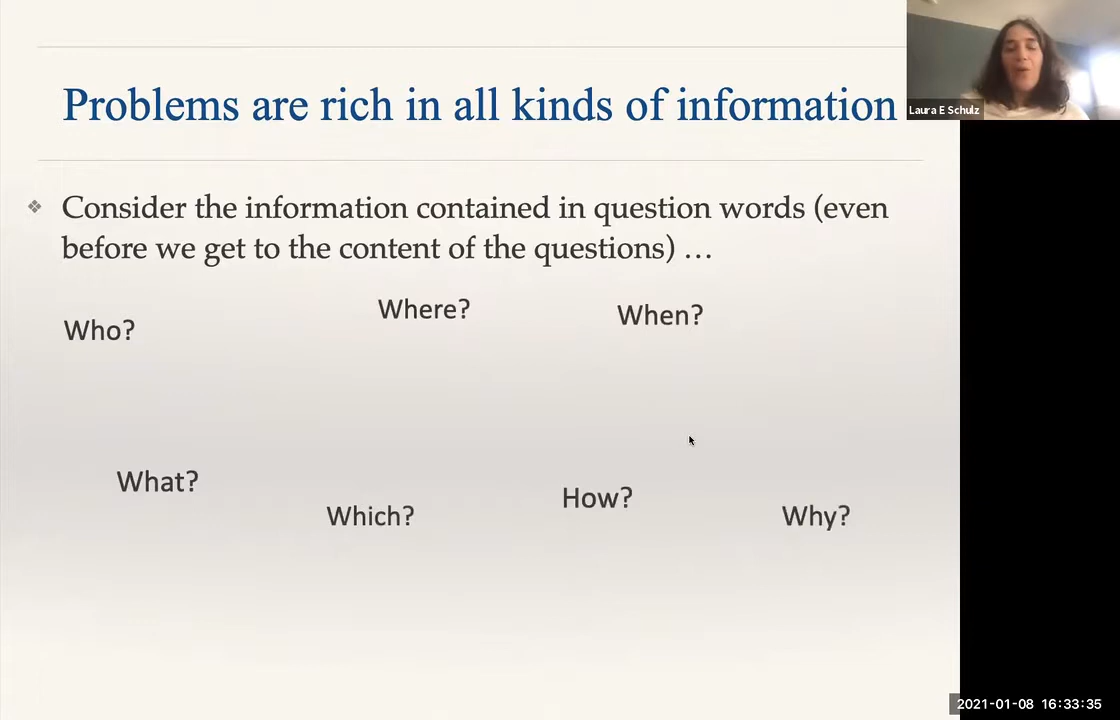 Problems are rich in all kinds of information
Laura E Schulz
❖ Consider the information contained in question words (even
before we get to the content of the questions) …
Who?
Where?
When?
What?
Which?
How?
Why?
2021-01-08 16:33:35